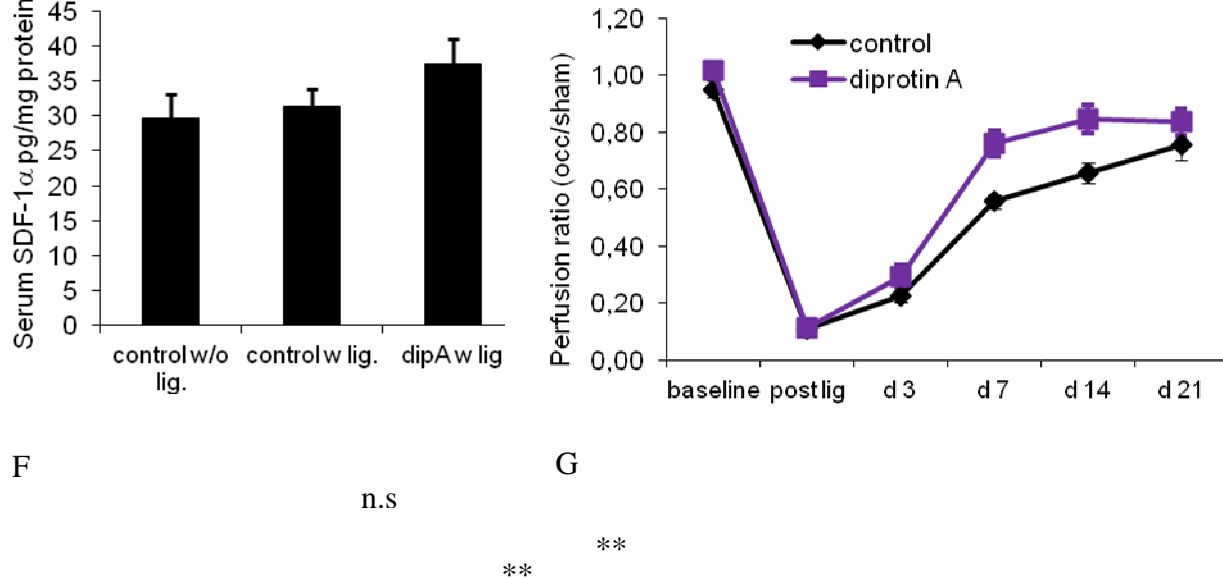 Serum SDF-1α pg/mg protein
45
40
35
30
25
20
15
10
5
0
control w/o
lig.
control w lig.
dipA w lig
Perfusion ratio (occ/sham)
1,20
1,00
0,80
0,60
0,40
0,20
0,00
control
diprotin A
baseline
post lig
d 3
d 7
d 14
d 21
F
G
n.s
**
**